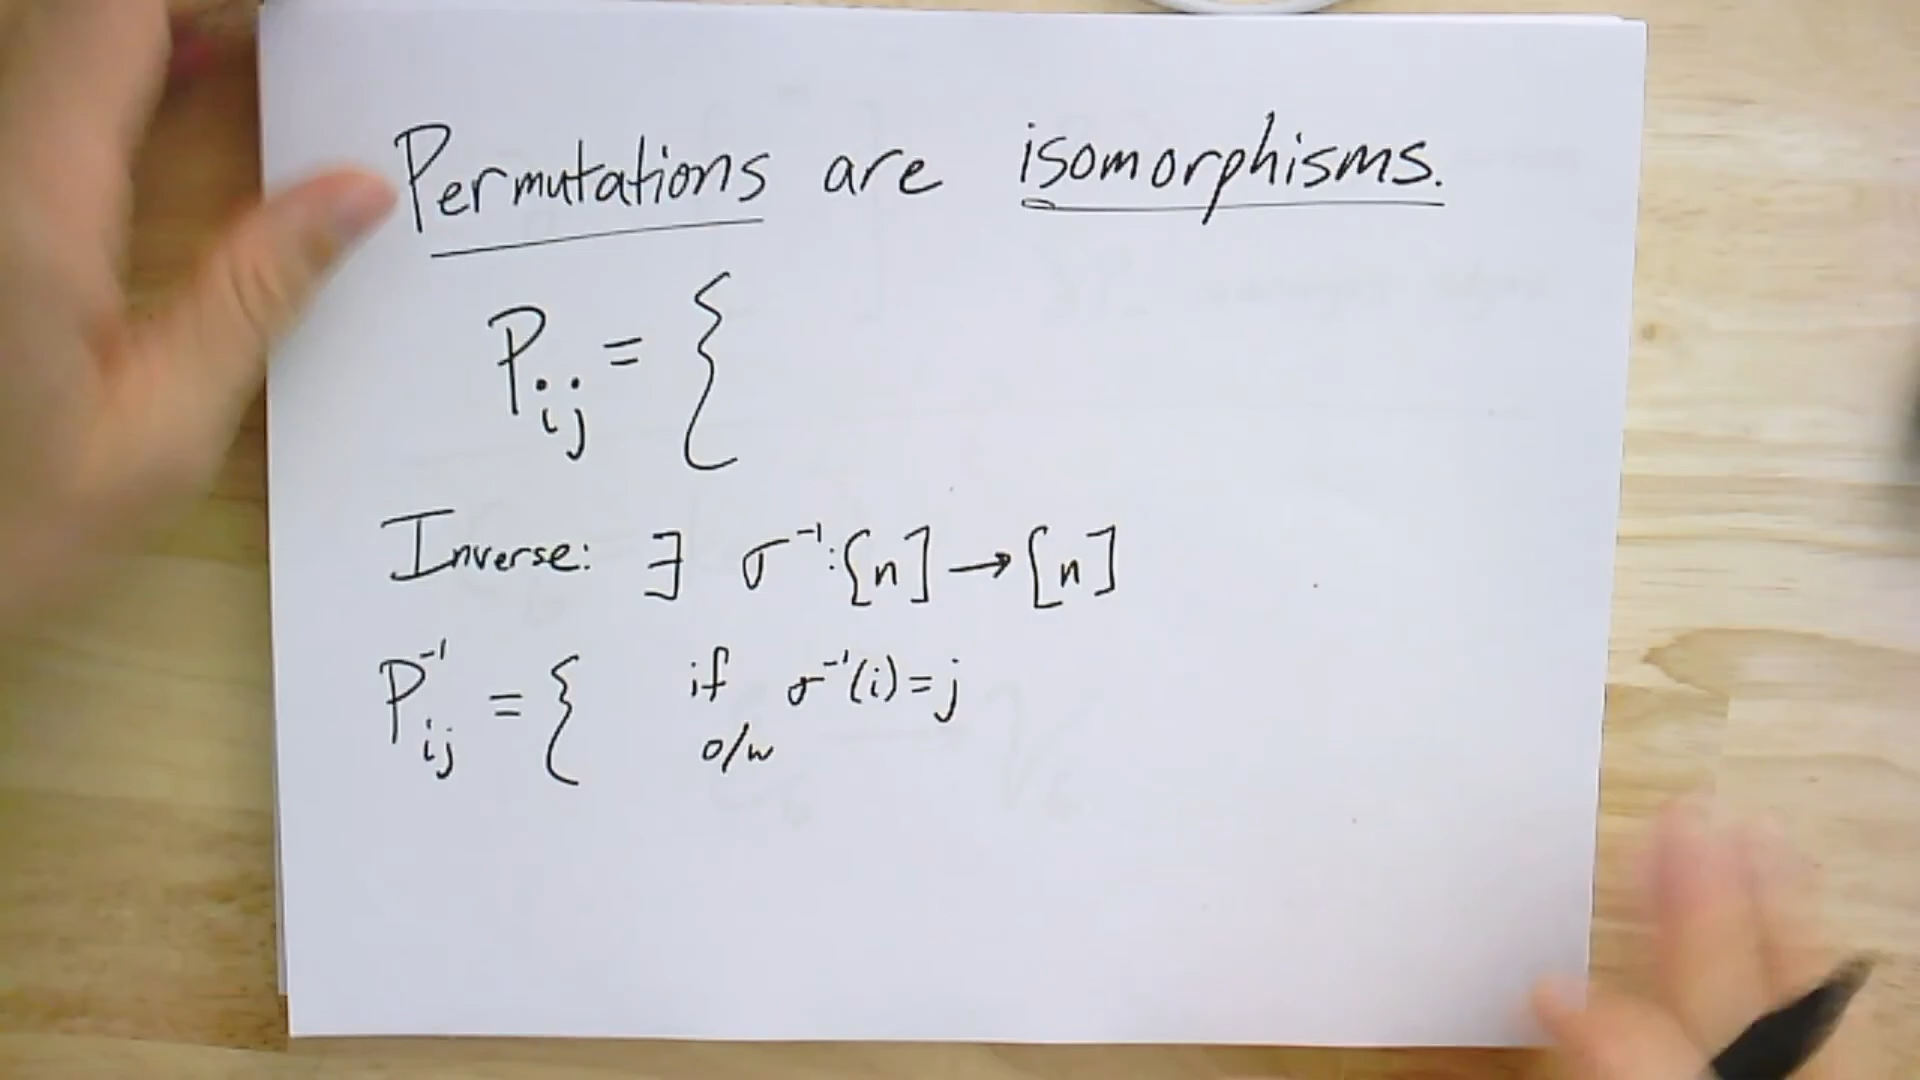 Permutations are isomorphisms.
P_ij = {
Inverse: ∃ σ⁻¹: [n] → [n]
P⁻¹_ij = { if σ⁻¹(i) = j
o/w